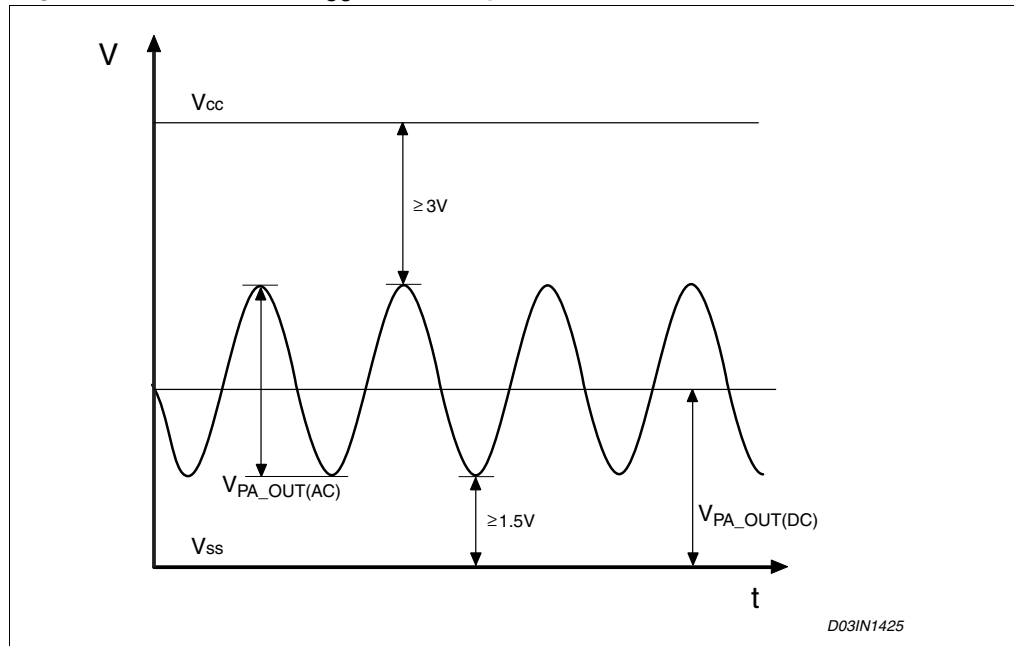 V
Vcc
≥3V
VPA_OUT(AC)
≥1.5V
VPA_OUT(DC)
Vss
t
D03IN1425